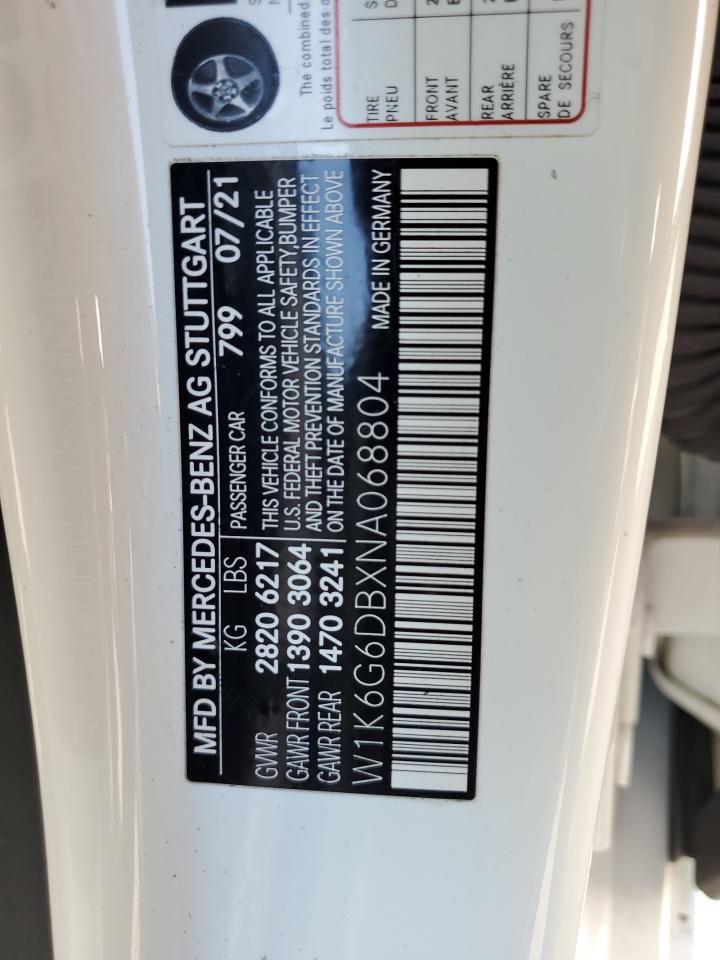 The combined
Le poids total des
TIRE
PNEU
FRONT
AVANT
REAR
ARRIÈRE
SPARE
DE SECOURS
MFD BY MERCEDES-BENZ AG STUTTGART
KG LBS PASSENGER CAR 799 07/21
GVWR 2820 6217 THIS VEHICLE CONFORMS TO ALL APPLICABLE
GAWR FRONT 1390 3064 U.S. FEDERAL MOTOR VEHICLE SAFETY,BUMPER
GAWR REAR 1470 3241 AND THEFT PREVENTION STANDARDS IN EFFECT
ON THE DATE OF MANUFACTURE SHOWN ABOVE
W1K6G6DBXNA068804 MADE IN GERMANY